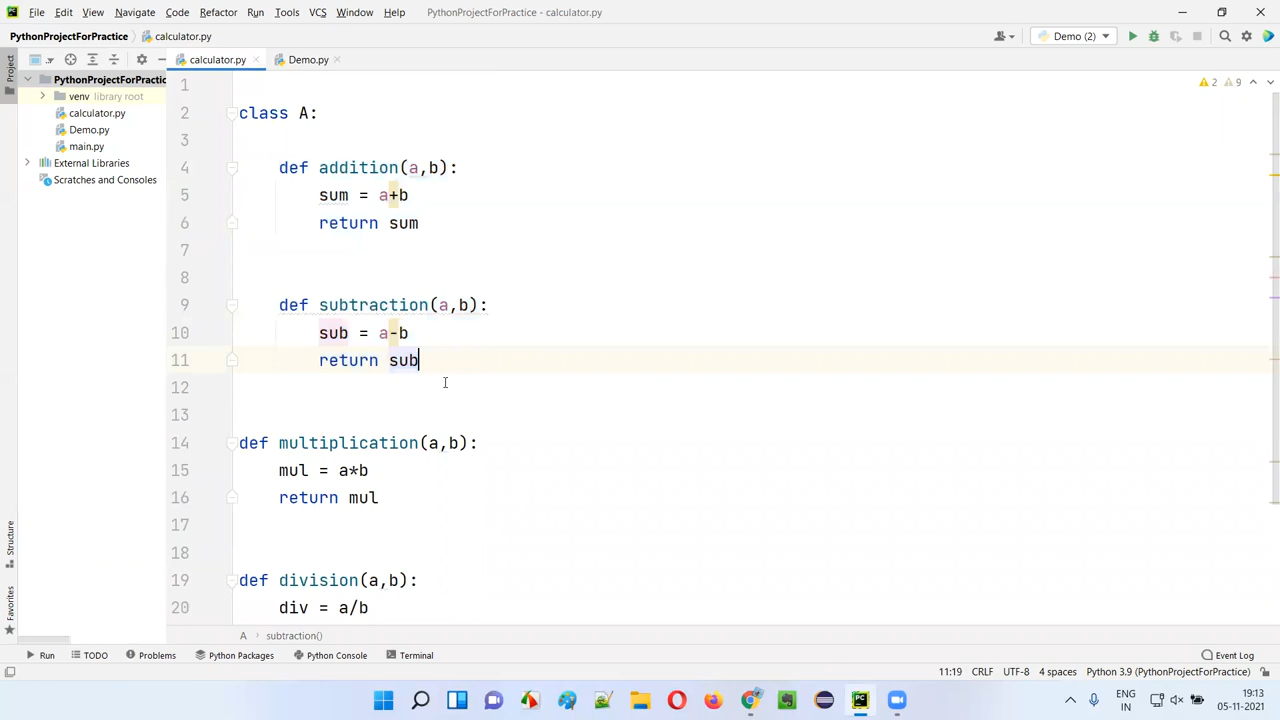 File Edit View Navigate Code Refactor Run Tools VCS Window Help PythonProjectForPractice - calculator.py
PythonProjectForPractice calculator.py Demo (2)
Project
calculator.py Demo.py
PythonProjectForPractic
venv library root
calculator.py
Demo.py
main.py
External Libraries
Scratches and Consoles
2 9
1
2 class A:
3
4 def addition(a,b):
5 sum = a+b
6 return sum
7
8
9 def subtraction(a,b):
10 sub = a-b
11 return sub
12
13
14 def multiplication(a,b):
15 mul = a*b
16 return mul
17
18
19 def division(a,b):
20 div = a/b
Structure
Favorites
A subtraction()
Run TODO Problems Python Packages Python Console Terminal Event Log
11:19 CRLF UTF-8 4 spaces Python 3.9 (PythonProjectForPractice)
PC
ENG
IN
19:13
05-11-2021